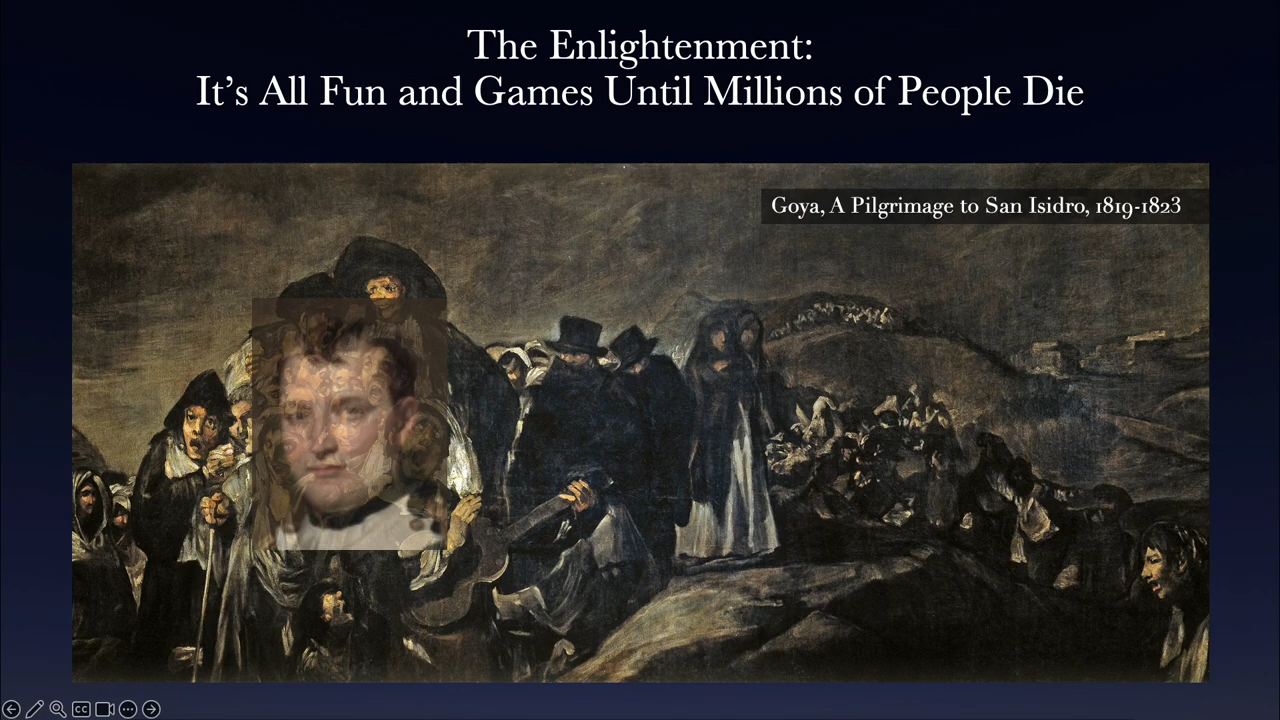 The Enlightenment:
It’s All Fun and Games Until Millions of People Die
Goya, A Pilgrimage to San Isidro, 1819-1823
CC